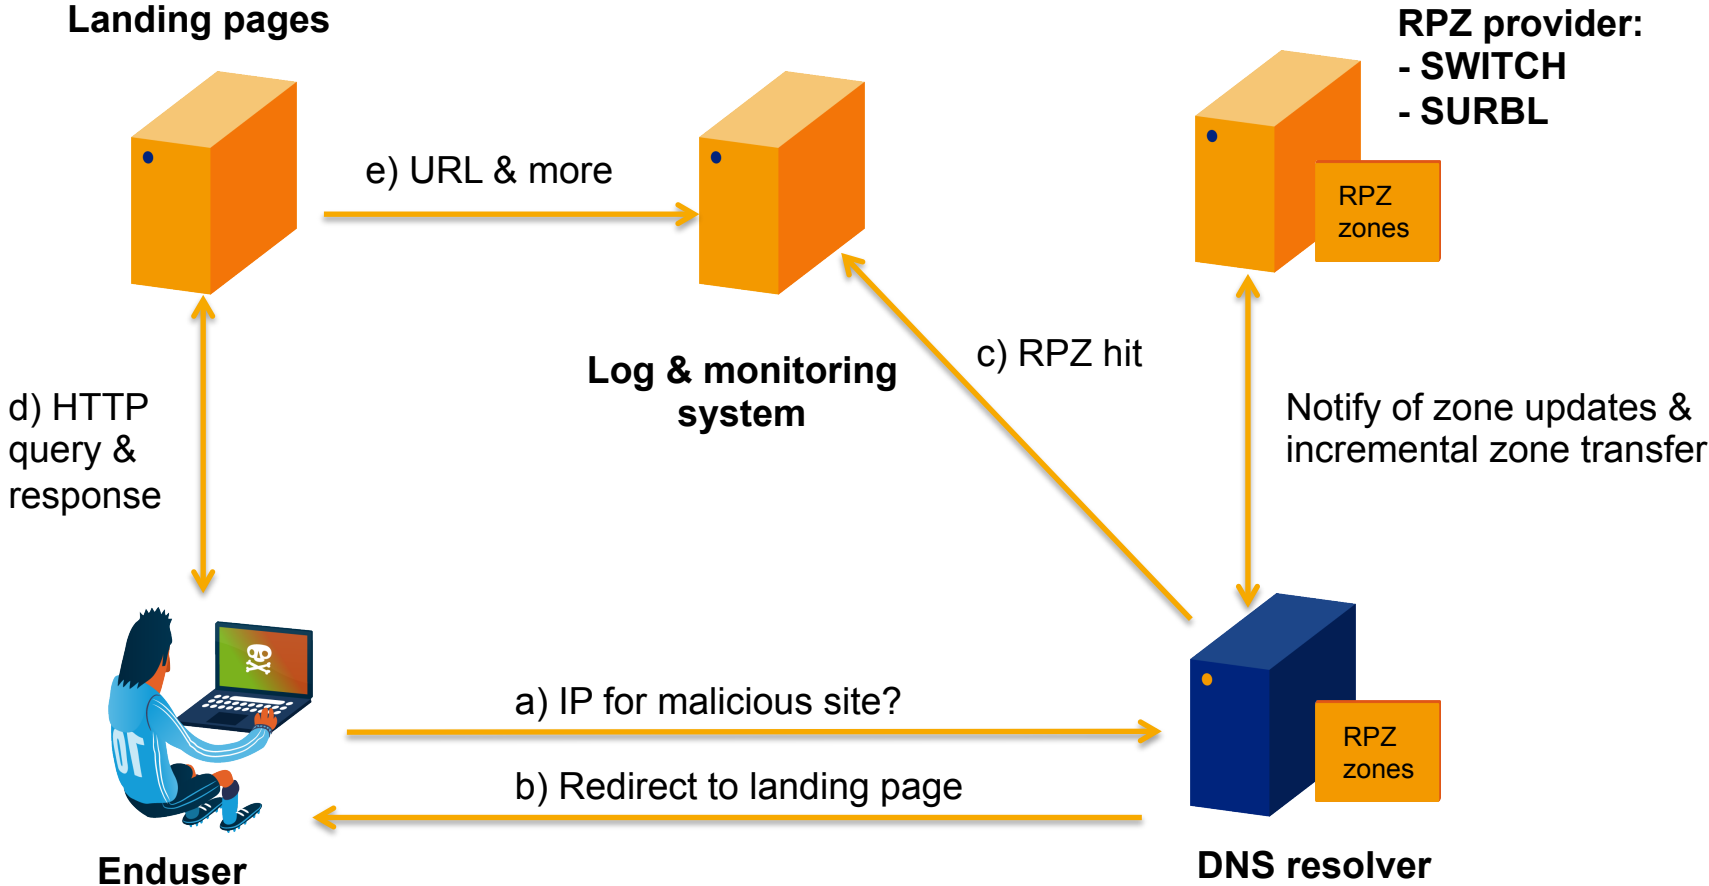 Landing pages
RPZ provider:
- SWITCH
- SURBL
e) URL & more
RPZ
zones
Log & monitoring
system
c) RPZ hit
d) HTTP
query &
response
Notify of zone updates &
incremental zone transfer
01
a) IP for malicious site?
RPZ
zones
b) Redirect to landing page
Enduser
DNS resolver